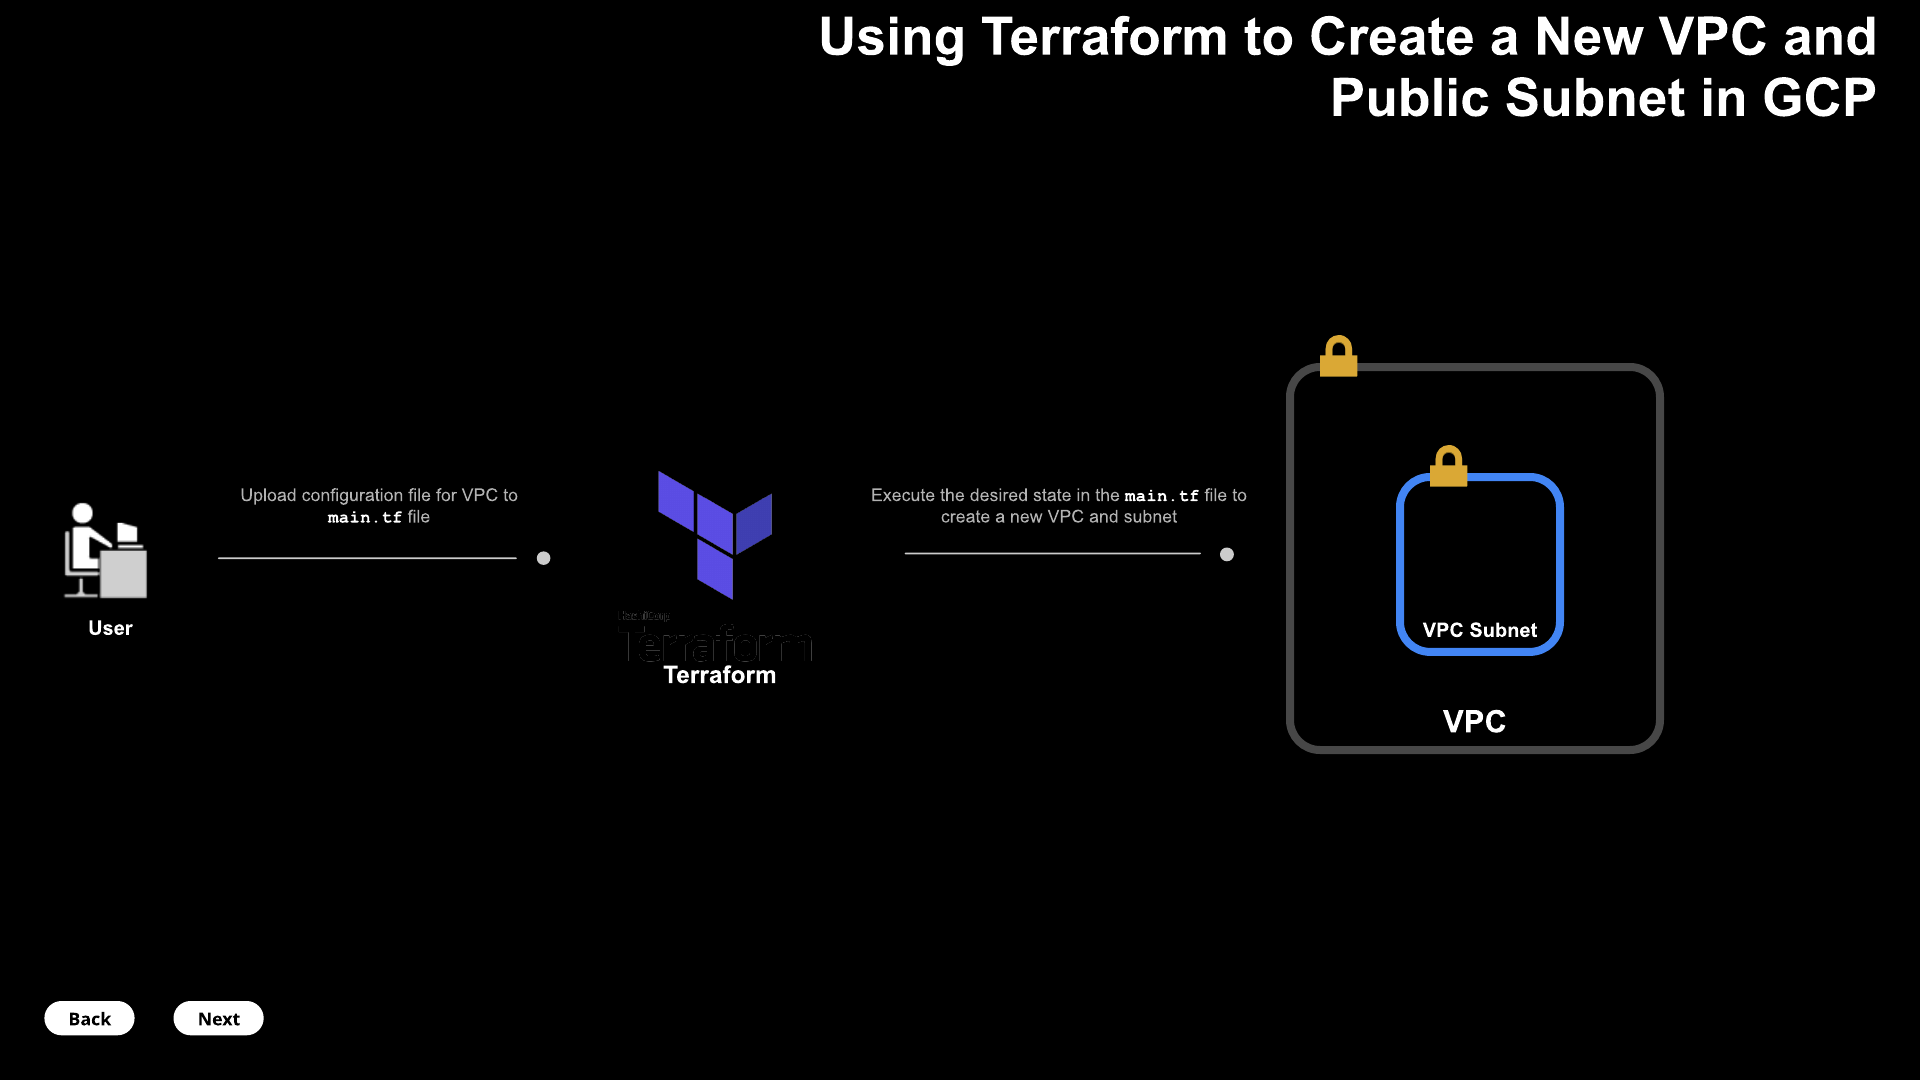 Using Terraform to Create a New VPC and
Public Subnet in GCP
Upload configuration file for VPC to
main.tf file
Execute the desired state in the main.tf file to
create a new VPC and subnet
User
HashiCorp
Terraform
Terraform
VPC Subnet
VPC
Back
Next